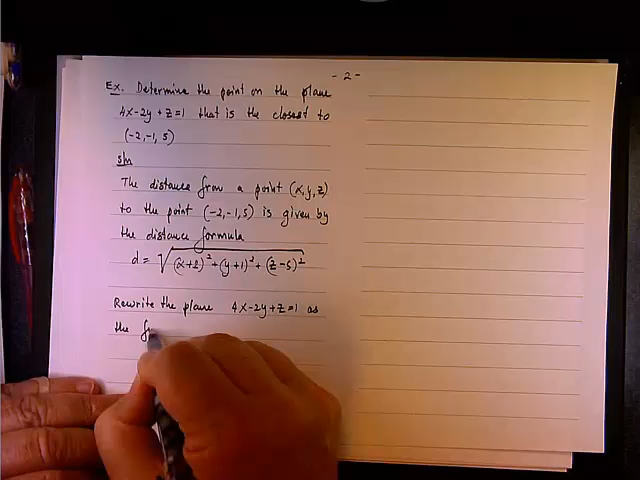 - 2 -
Ex. Determine the point on the plane
4x-2y+z=1 that is the closest to
(-2,-1,5)
Sln
The distance from a point (x,y,z)
to the point (-2,-1,5) is given by
the distance formula
d = √(x+2)²+(y+1)²+(z-5)²
Rewrite the plane 4x-2y+z=1 as
the